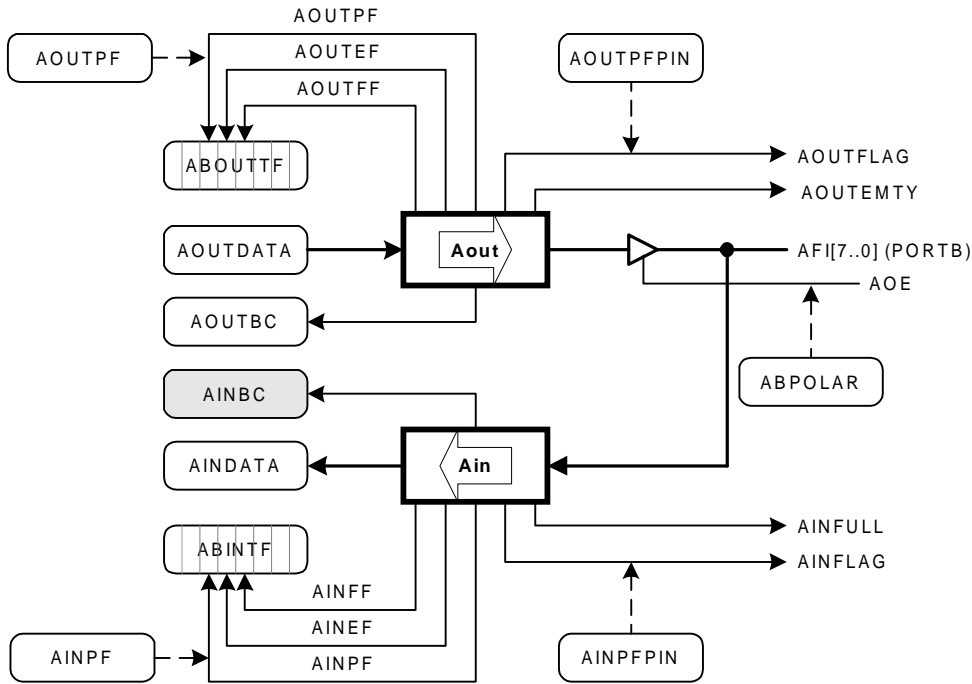 AOUTPF
AOUTPF
AOUTEF
AOUTFF
AOUTPFPIN
ABOUTTF
AOUTFLAG
AOUTEMTY
AOUTDATA
Aout
AFI[7..0] (PORTB)
AOE
AOUTBC
ABPOLAR
AINBC
AINDATA
Ain
AINFULL
ABINTF
AINFLAG
AINFF
AINEF
AINPF
AINPF
AINPFPIN